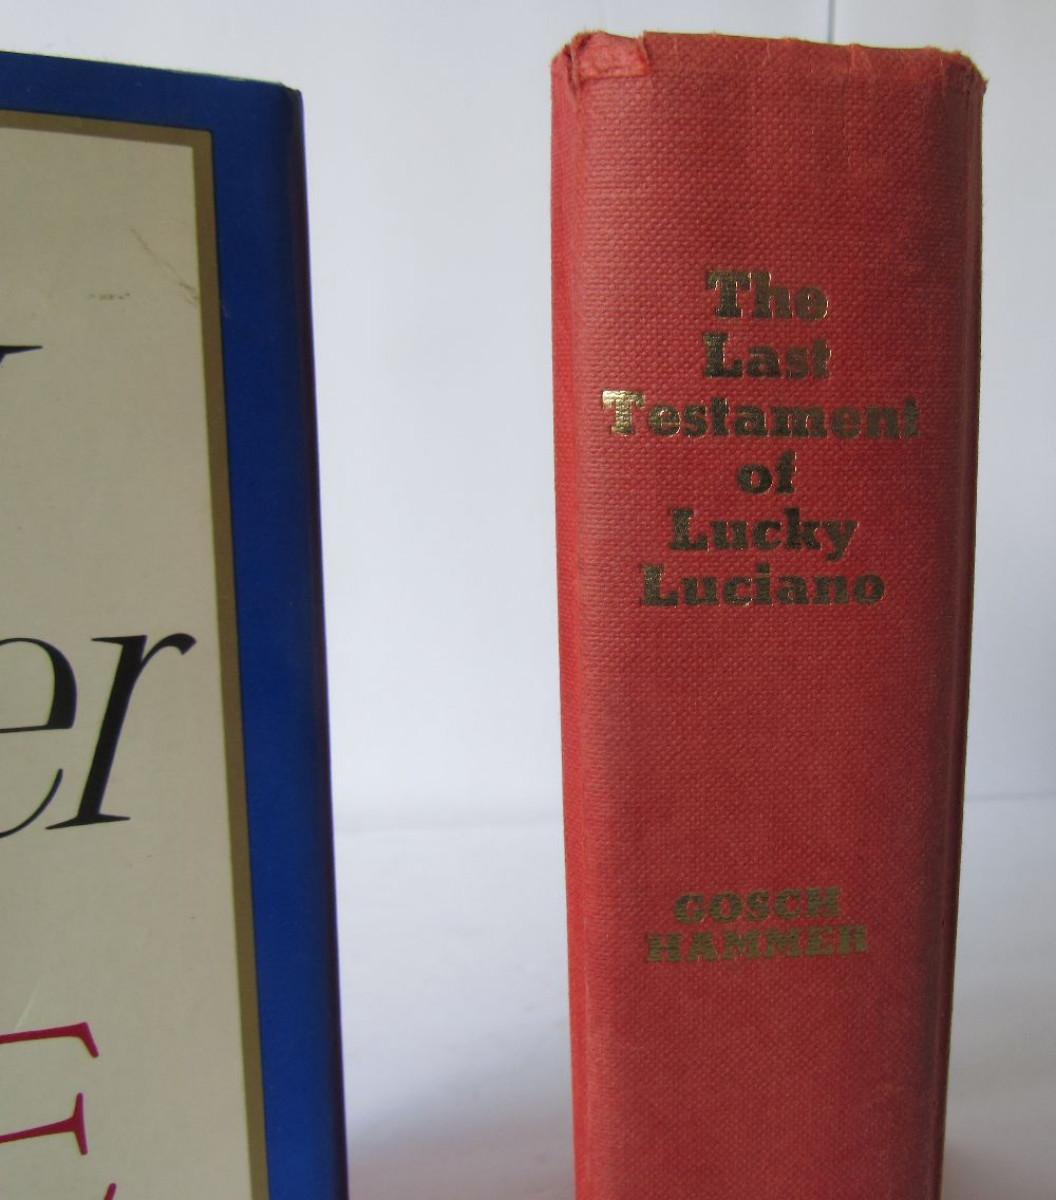 er
E
The
Last
Testament
of
Lucky
Luciano
GOSCH
HAMMER